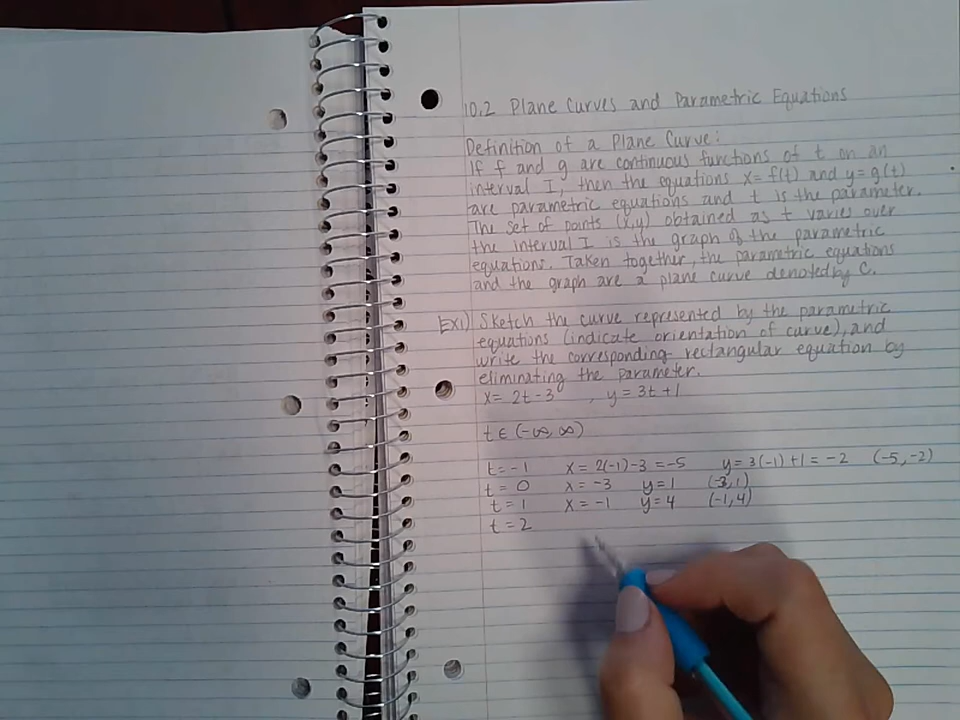 10.2 Plane Curves and Parametric Equations
Definition of a Plane Curve:
If f and g are continuous functions of t on an
interval I, then the equations x = f(t) and y = g(t)
are parametric equations and t is the parameter.
The set of points (x,y) obtained as t varies over
the interval I is the graph of the parametric
equations. Taken together, the parametric equations
and the graph are a plane curve denoted by C.
EX1) Sketch the curve represented by the parametric
equations (indicate orientation of curve), and
write the corresponding rectangular equation by
eliminating the parameter.
x = 2t - 3 , y = 3t + 1
t ∈ (-∞, ∞)
t = -1 x = 2(-1) - 3 = -5 y = 3(-1) + 1 = -2 (-5, -2)
t = 0 x = -3 y = 1 (-3, 1)
t = 1 x = -1 y = 4 (-1, 4)
t = 2